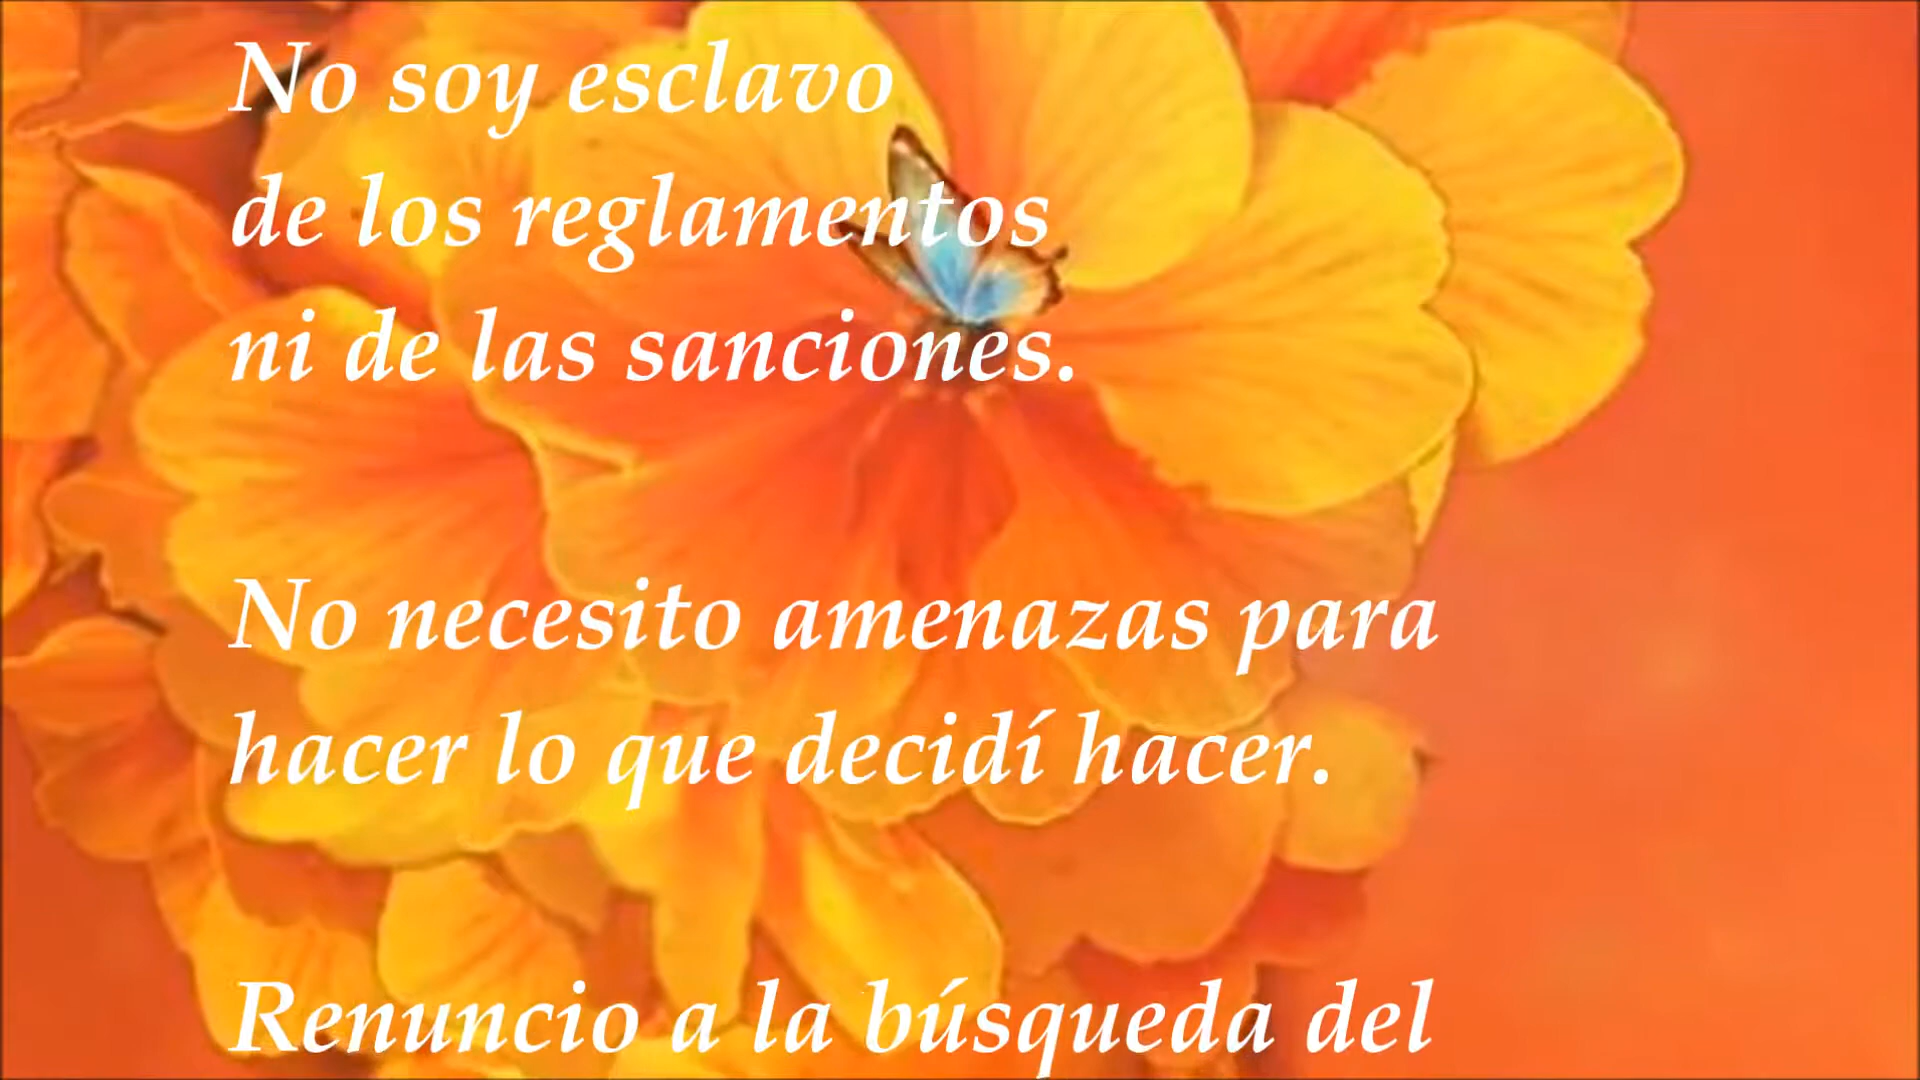 No soy esclavo
de los reglamentos
ni de las sanciones.
No necesito amenazas para
hacer lo que decidí hacer.
Renuncio a la búsqueda del